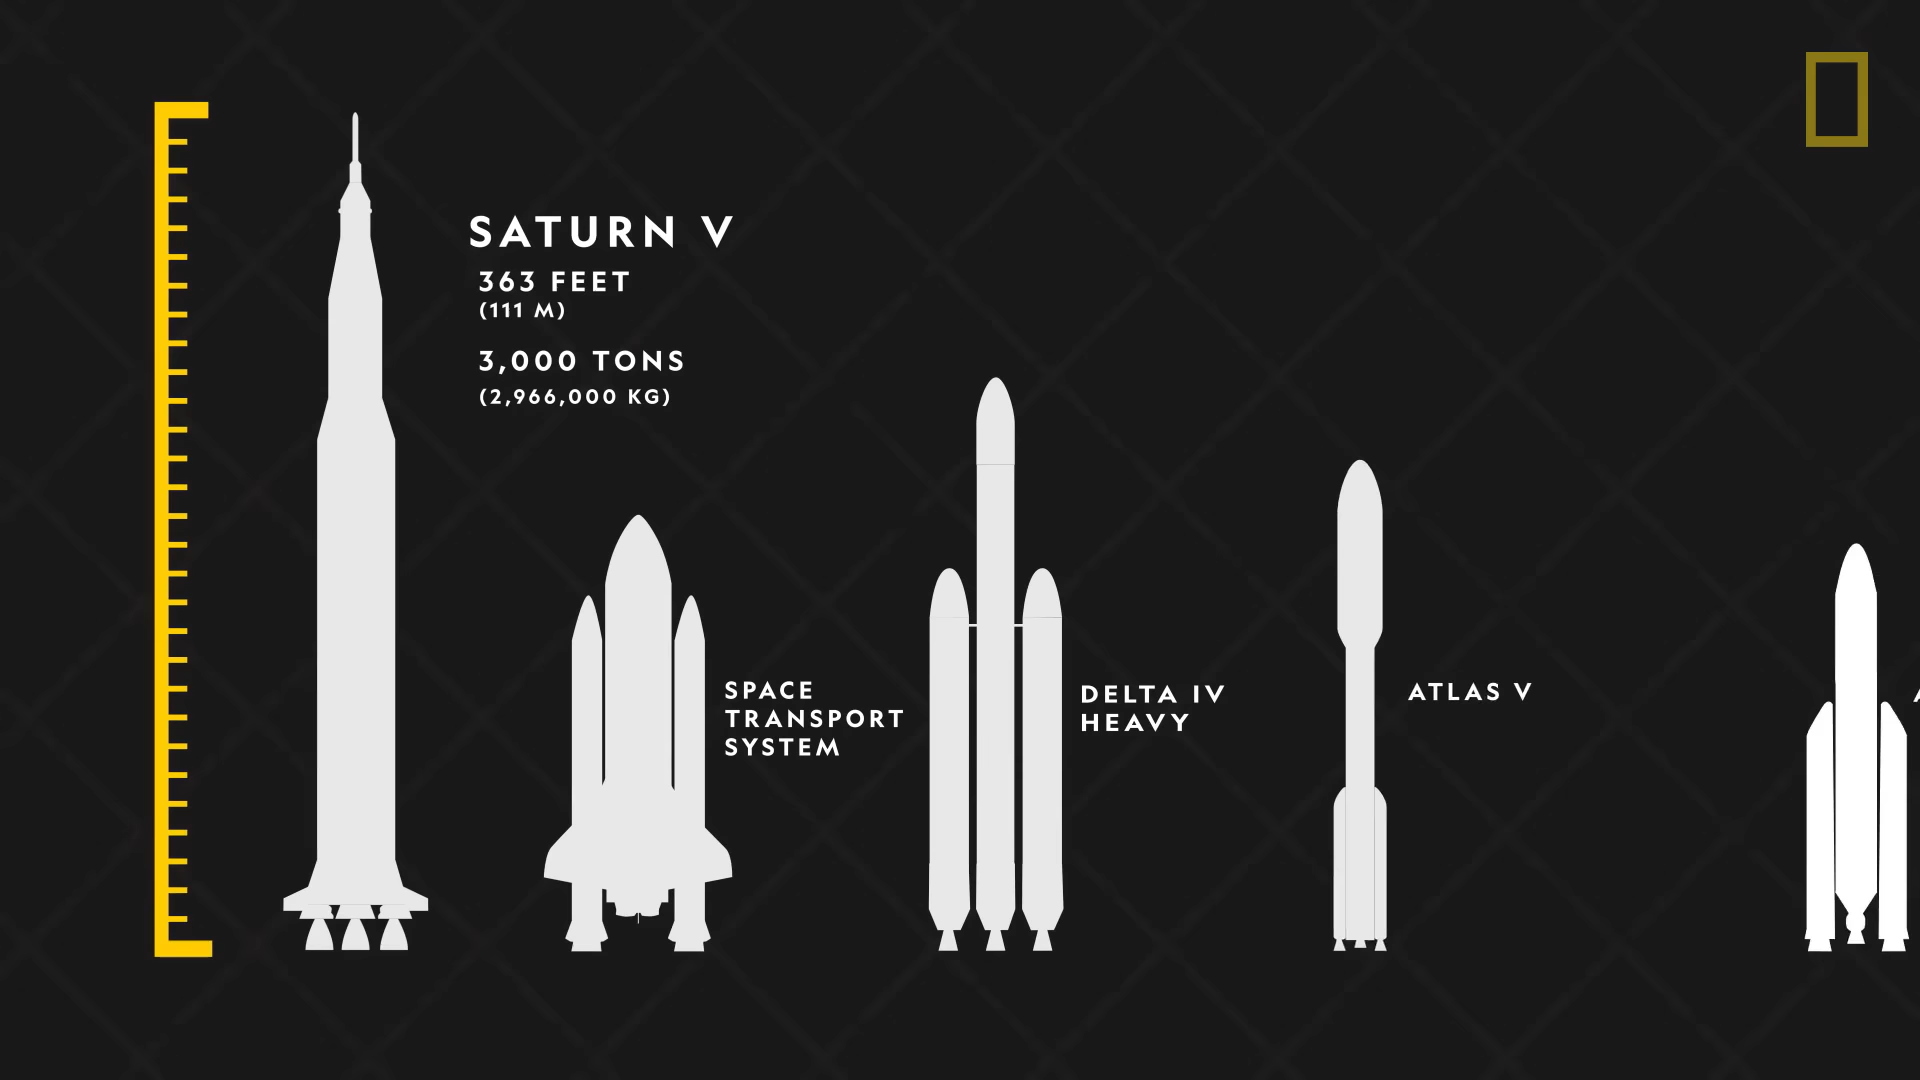 SATURN V
363 FEET
(111 M)
3,000 TONS
(2,966,000 KG)
SPACE
TRANSPORT
SYSTEM
DELTA IV
HEAVY
ATLAS V